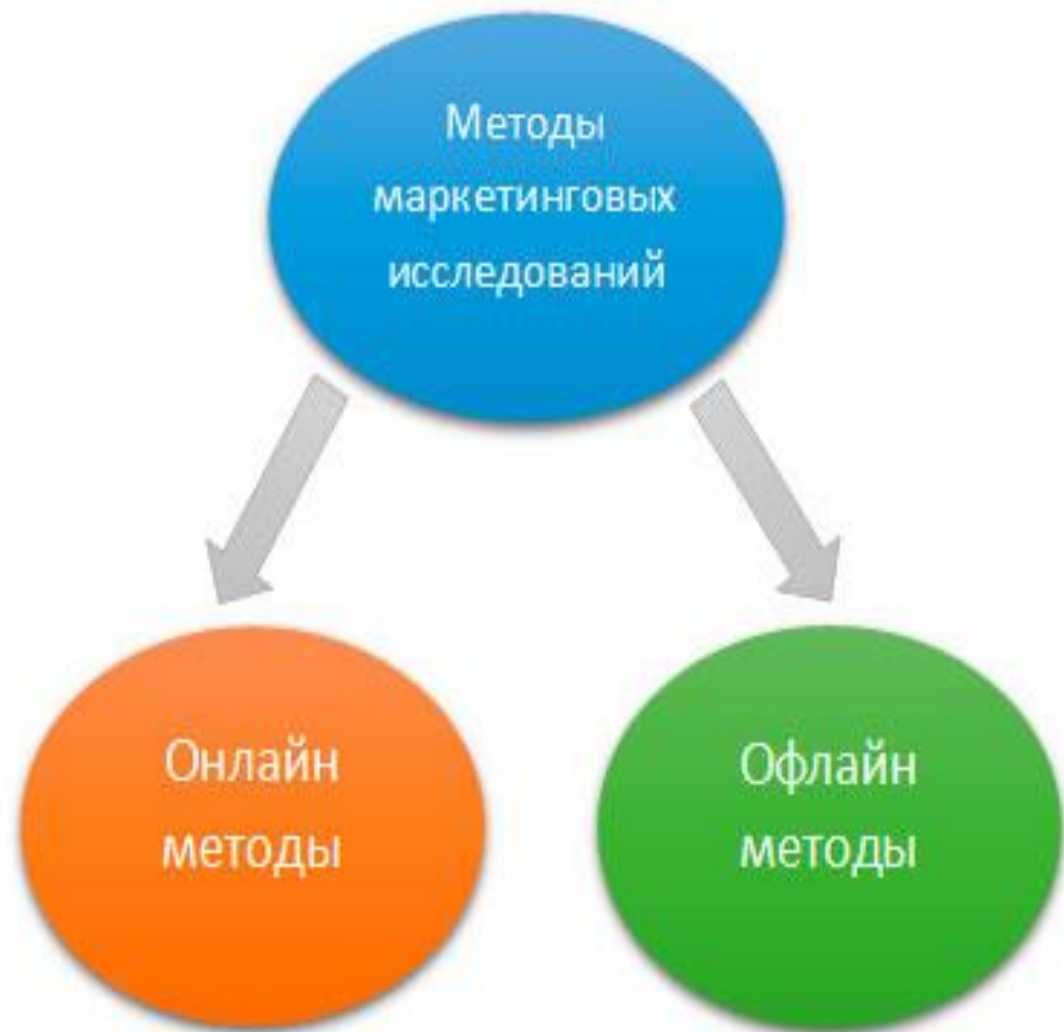 Методы
маркетинговых
исследований
Онлайн
методы
Офлайн
методы